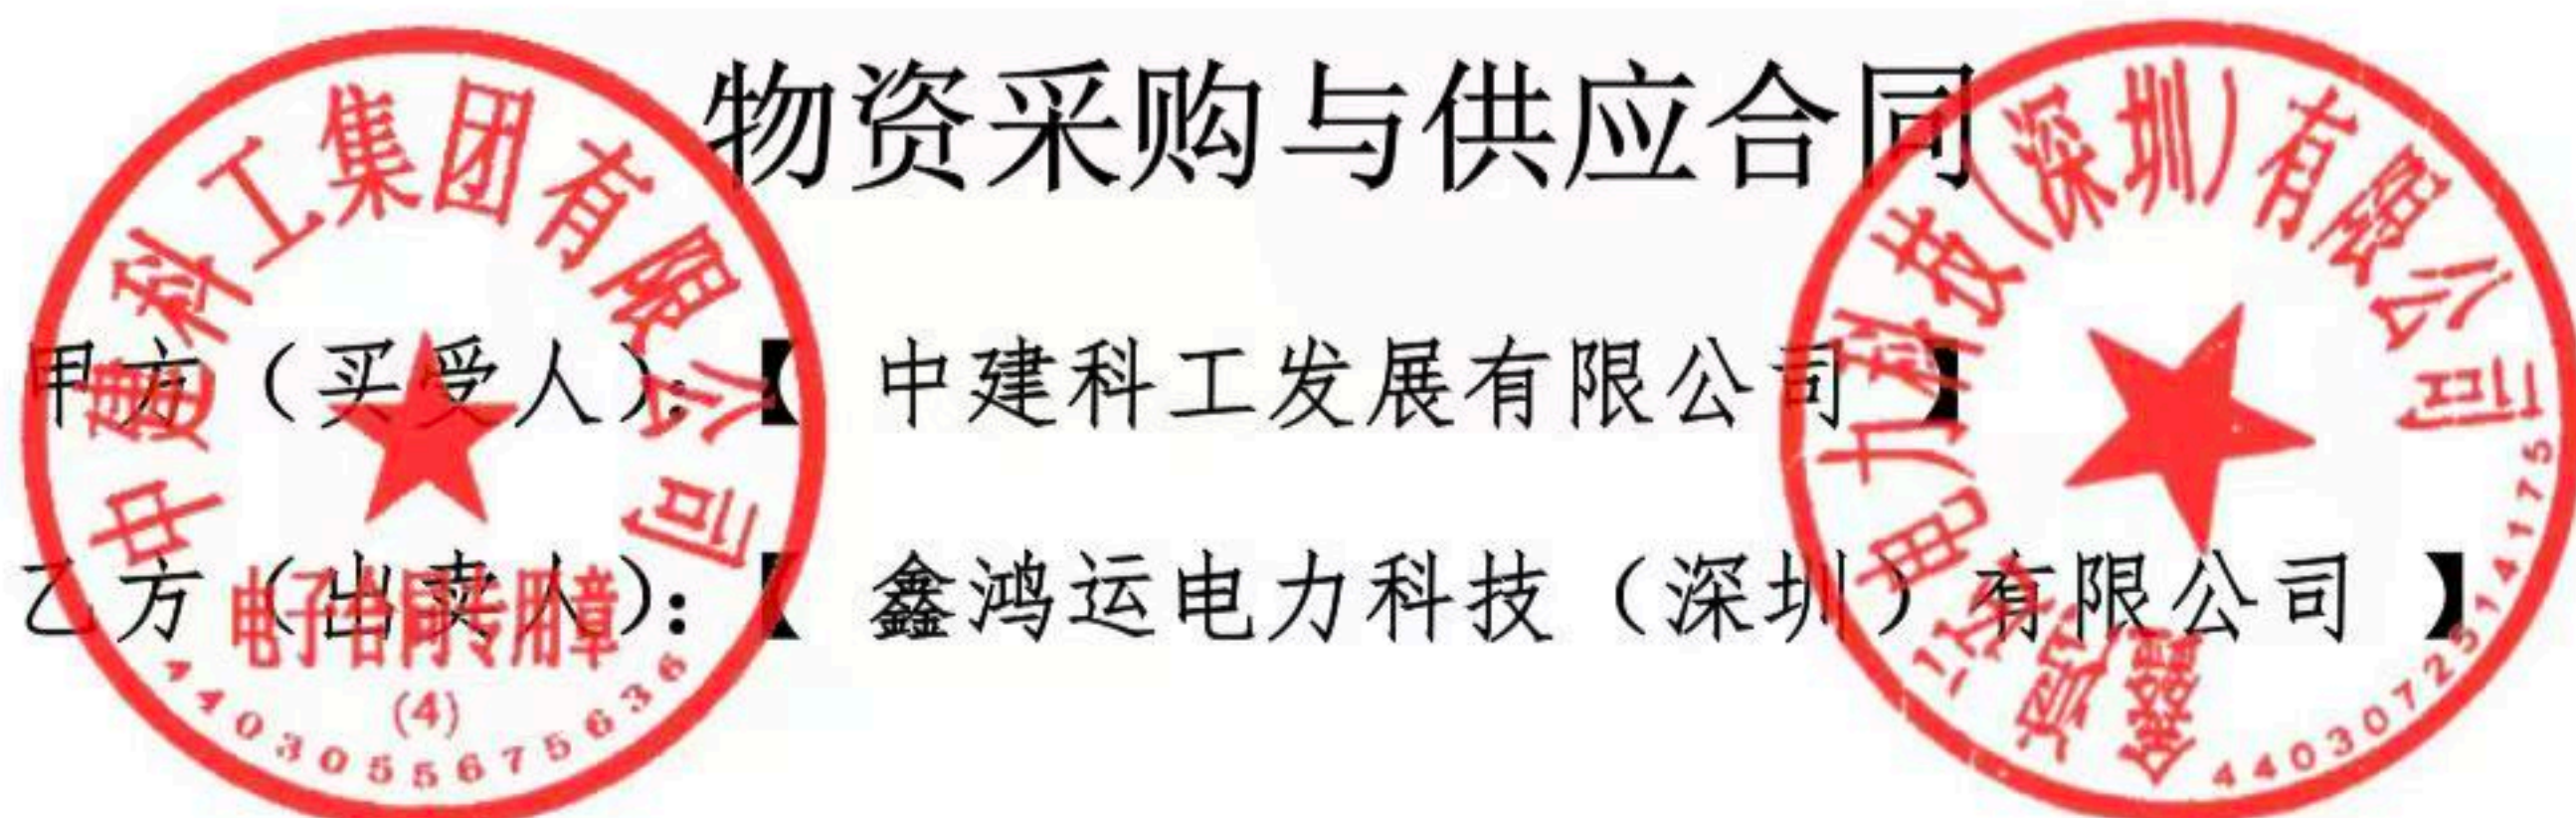 物资采购与供应合同
甲方（买受人）：【 中建科工发展有限公司 】
乙方（出卖人）：【 鑫鸿运电力科技（深圳）有限公司 】
中建科工集团有限公司
电子合同专用章
(4)
4403055675636
电力科技(深圳)有限公司
4403072514175